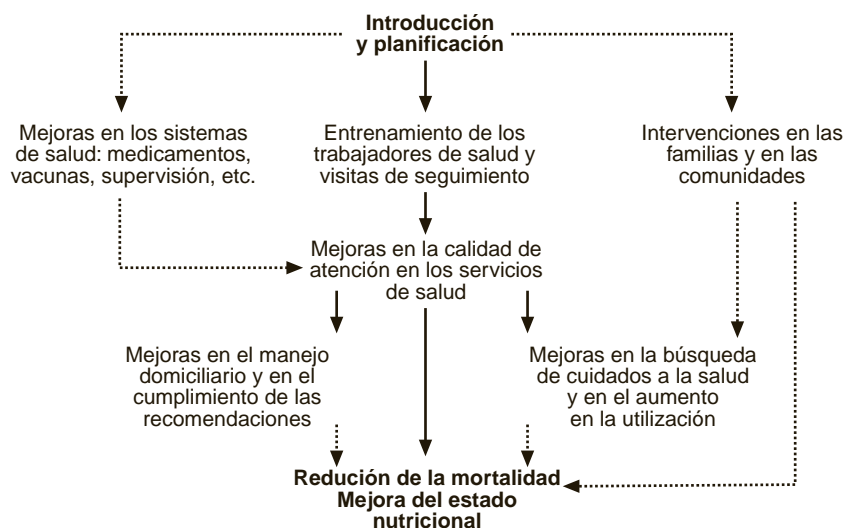 Introducción
y planificación
Mejoras en los sistemas
de salud: medicamentos,
vacunas, supervisión, etc.
Entrenamiento de los
trabajadores de salud y
visitas de seguimiento
Intervenciones en las
familias y en las
comunidades
Mejoras en la calidad de
atención en los servicios
de salud
Mejoras en el manejo
domiciliario y en el
cumplimiento de las
recomendaciones
Mejoras en la búsqueda
de cuidados a la salud
y en el aumento
en la utilización
Redución de la mortalidad
Mejora del estado
nutricional